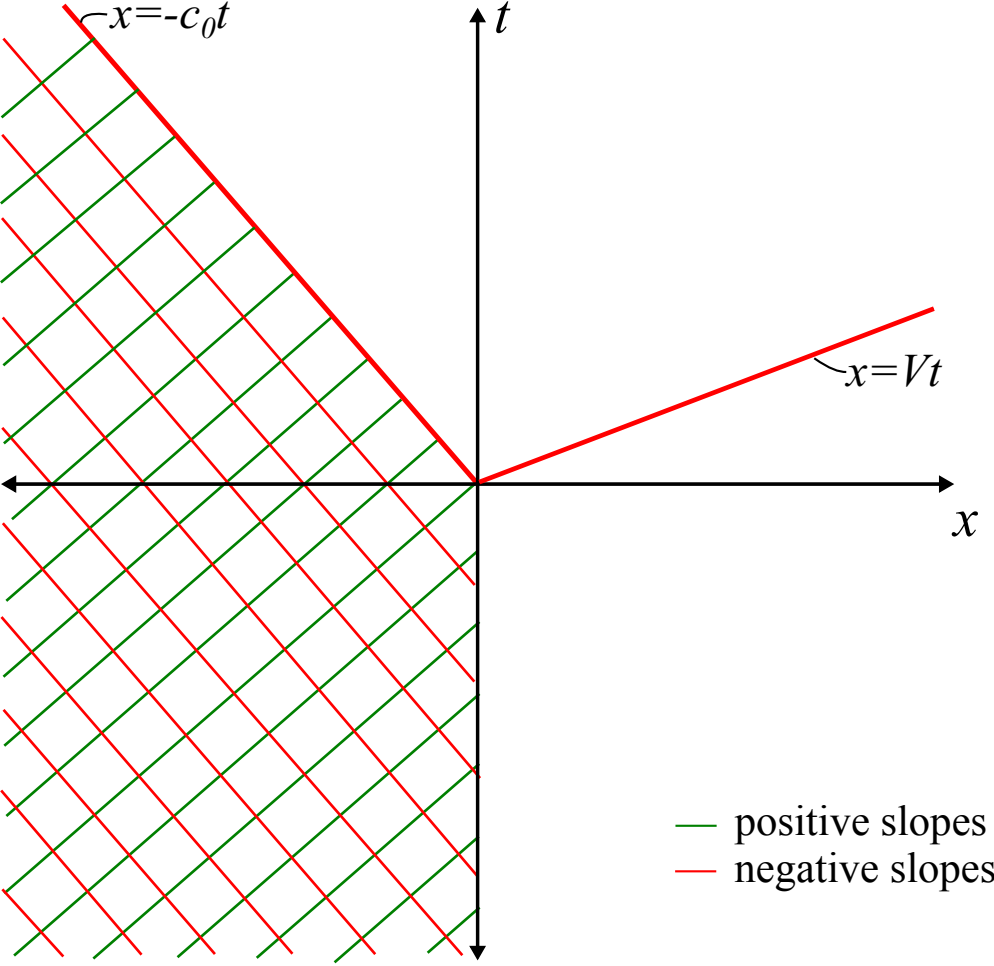 x=-c₀t
t
x=Vt
x
positive slopes
negative slopes